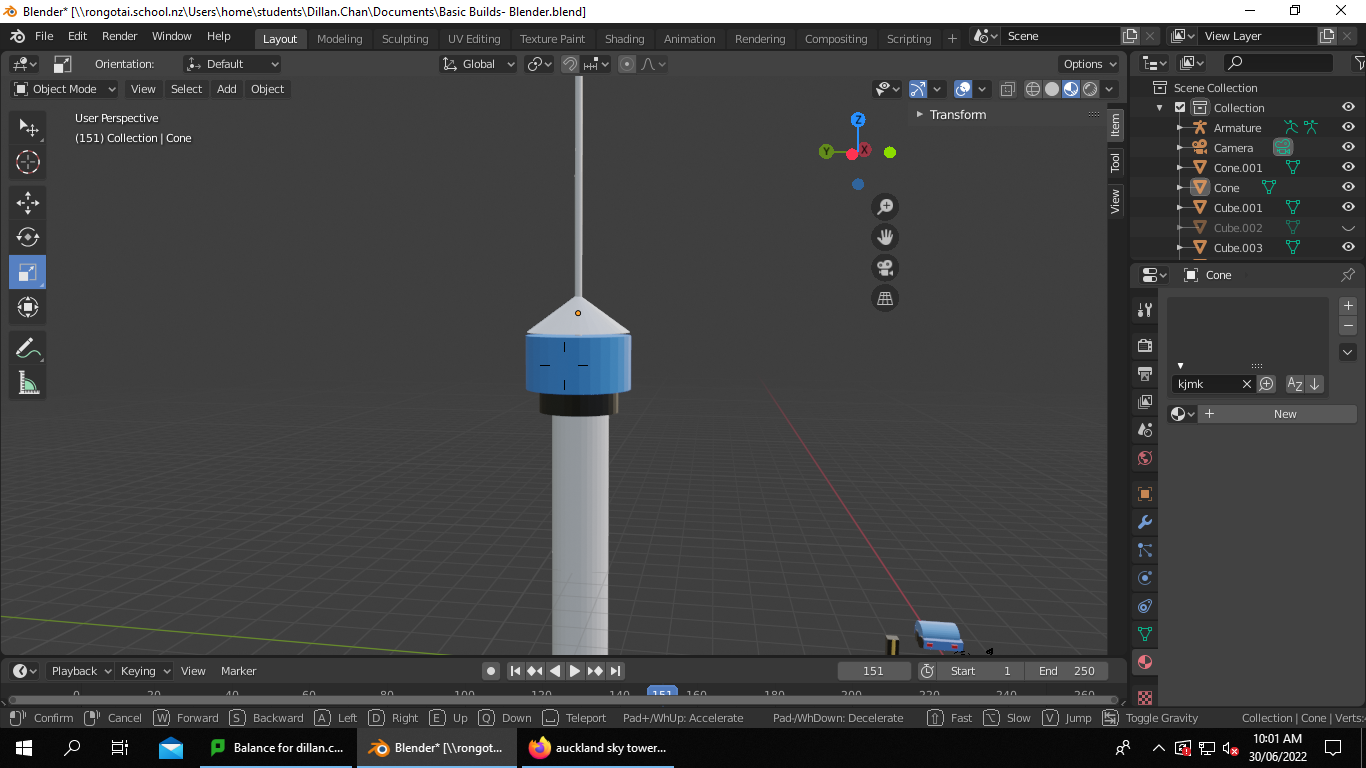 Blender* [\\rongotai.school.nz\Users\home\students\Dillan.Chan\Documents\Basic Builds- Blender.blend]
File Edit Render Window Help Layout Modeling Sculpting UV Editing Texture Paint Shading Animation Rendering Compositing Scripting + Scene View Layer
Orientation: Default Global Options
Object Mode View Select Add Object
Scene Collection
Collection
Armature
Camera
Cone.001
Cone
Cube.001
Cube.002
Cube.003
User Perspective
(151) Collection | Cone
Transform
Item
Tool
View
Z
Y
X
Cone
kjmk
New
Playback Keying View Marker 151 Start 1 End 250
0 20 40 60 80 100 120 140 151 160 180 200 220 240 260
Confirm Cancel W Forward S Backward A Left D Right E Up Q Down Teleport Pad+/WhUp: Accelerate Pad-/WhDown: Decelerate Fast Slow V Jump Toggle Gravity Collection | Cone | Verts:
Balance for dillan.c... Blender* [\\rongot... auckland sky tower...
10:01 AM
30/06/2022